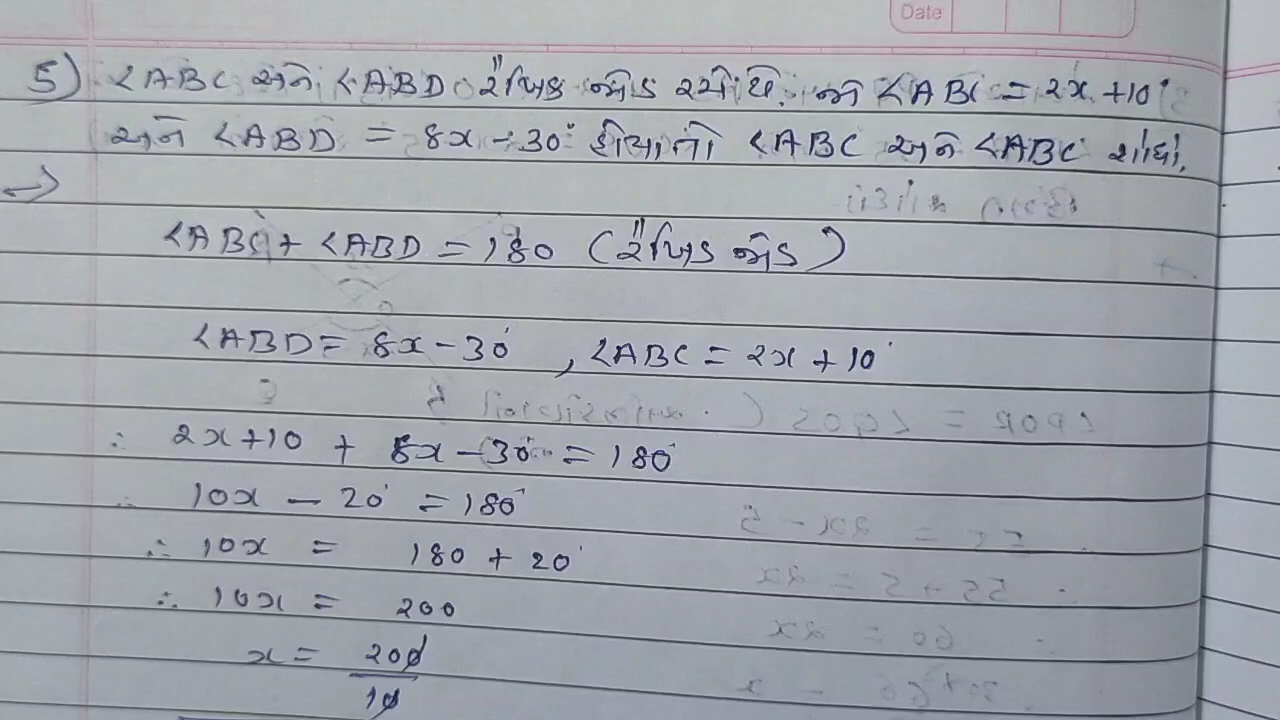 Date
5) ∠ABC અને ∠ABD રૈખિક જોડ રચે છે. જો ∠ABC = 2x +10°
અને ∠ABD = 8x - 30° હોય તો ∠ABC અને ∠ABC શોધો.
→
∠ABC + ∠ABD = 180 (રૈખિક જોડ)
∠ABD = 8x - 30° , ∠ABC = 2x + 10°
∴ 2x+10 + 8x - 30° = 180°
∴ 10x - 20° = 180°
∴ 10x = 180 + 20°
∴ 10x = 200
x = 200
10